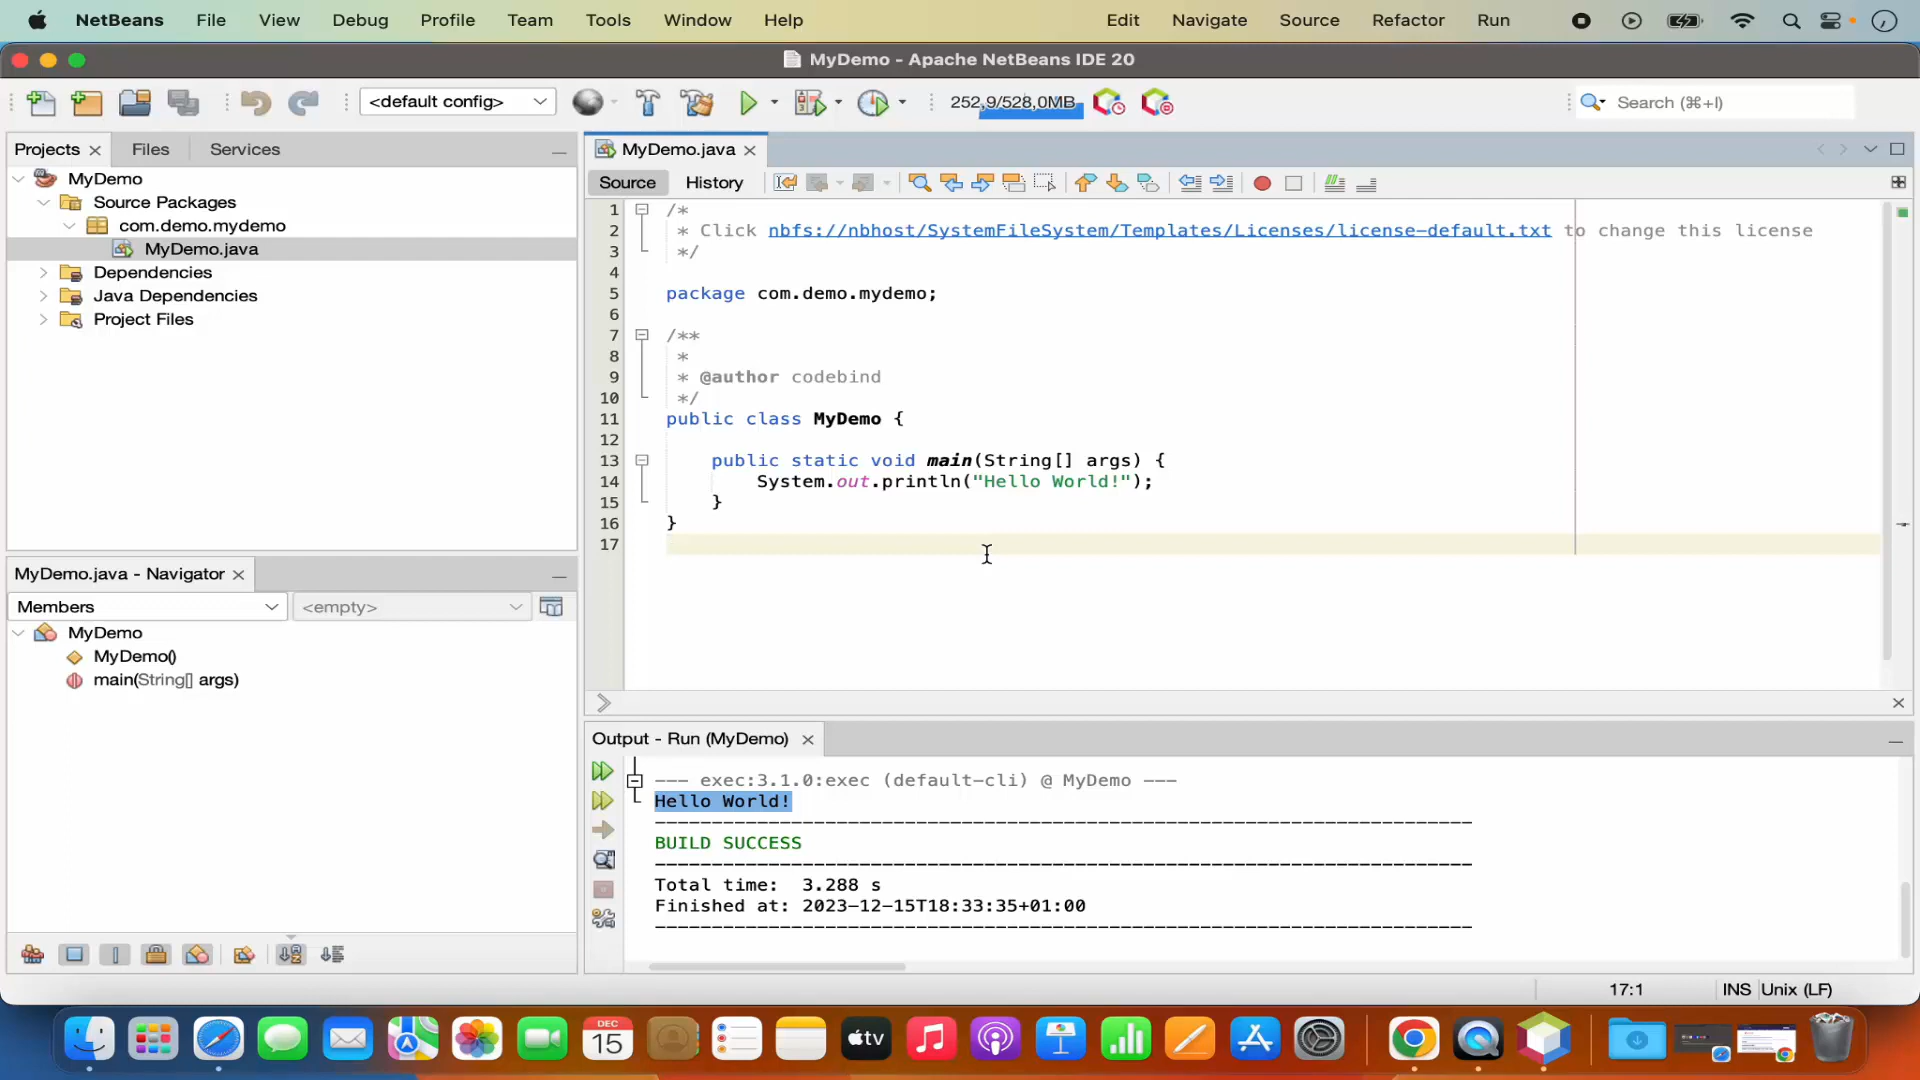 NetBeans File View Debug Profile Team Tools Window Help Edit Navigate Source Refactor Run
MyDemo - Apache NetBeans IDE 20
<default config> 252,9/528,0MB Search (⌘+I)
Projects Files Services
MyDemo
Source Packages
com.demo.mydemo
MyDemo.java
Dependencies
Java Dependencies
Project Files
MyDemo.java - Navigator
Members <empty>
MyDemo
MyDemo()
main(String[] args)
MyDemo.java
Source History
1 /*
2 * Click nbfs://nbhost/SystemFileSystem/Templates/Licenses/license-default.txt to change this license
3 */
4
5 package com.demo.mydemo;
6
7 /**
8 *
9 * @author codebind
10 */
11 public class MyDemo {
12
13 public static void main(String[] args) {
14 System.out.println("Hello World!");
15 }
16 }
17
Output - Run (MyDemo)
--- exec:3.1.0:exec (default-cli) @ MyDemo ---
Hello World!
------------------------------------------------------------------------
BUILD SUCCESS
------------------------------------------------------------------------
Total time: 3.288 s
Finished at: 2023-12-15T18:33:35+01:00
------------------------------------------------------------------------
17:1 INS Unix (LF)
DEC
15
tv